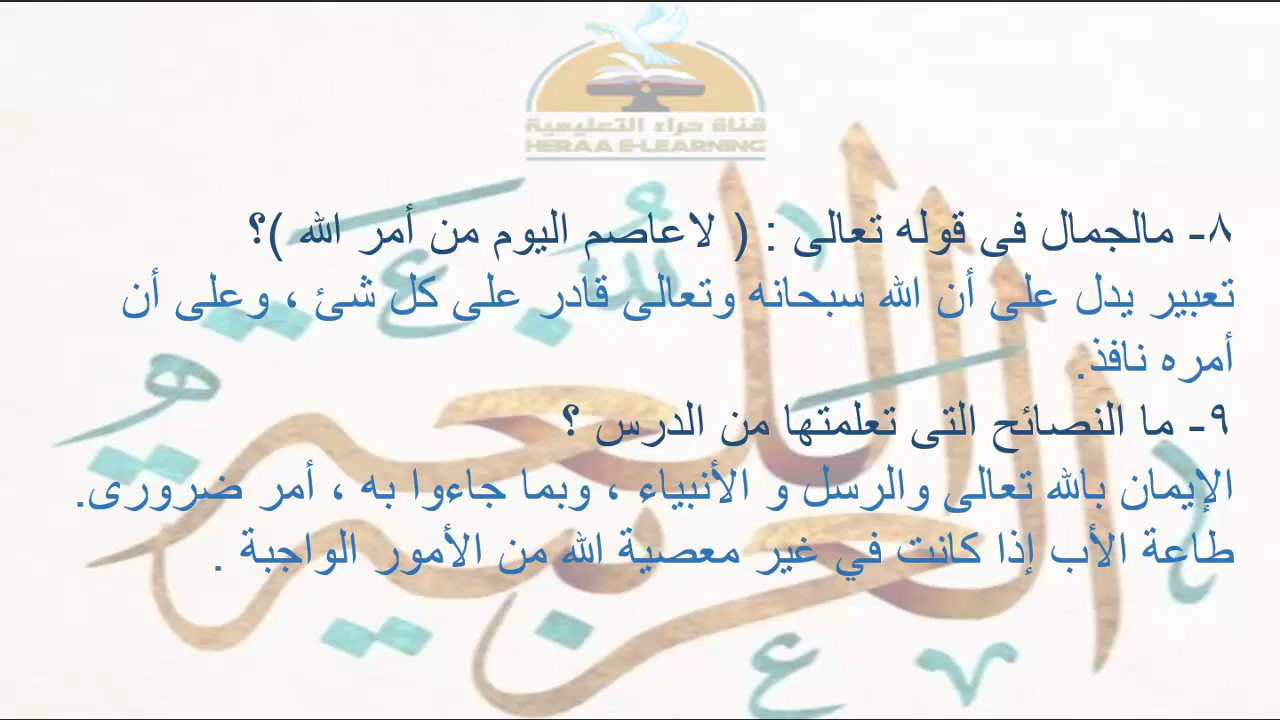 قناة حراء التعليمية
HERAA E-LEARNING
٨- مالجمال فى قوله تعالى : ( لاعاصم اليوم من أمر الله )؟
تعبير يدل على أن الله سبحانه وتعالى قادر على كل شئ ، وعلى أن
أمره نافذ.
٩- ما النصائح التى تعلمتها من الدرس ؟
الإيمان بالله تعالى والرسل و الأنبياء ، وبما جاءوا به ، أمر ضرورى.
طاعة الأب إذا كانت في غير معصية الله من الأمور الواجبة .